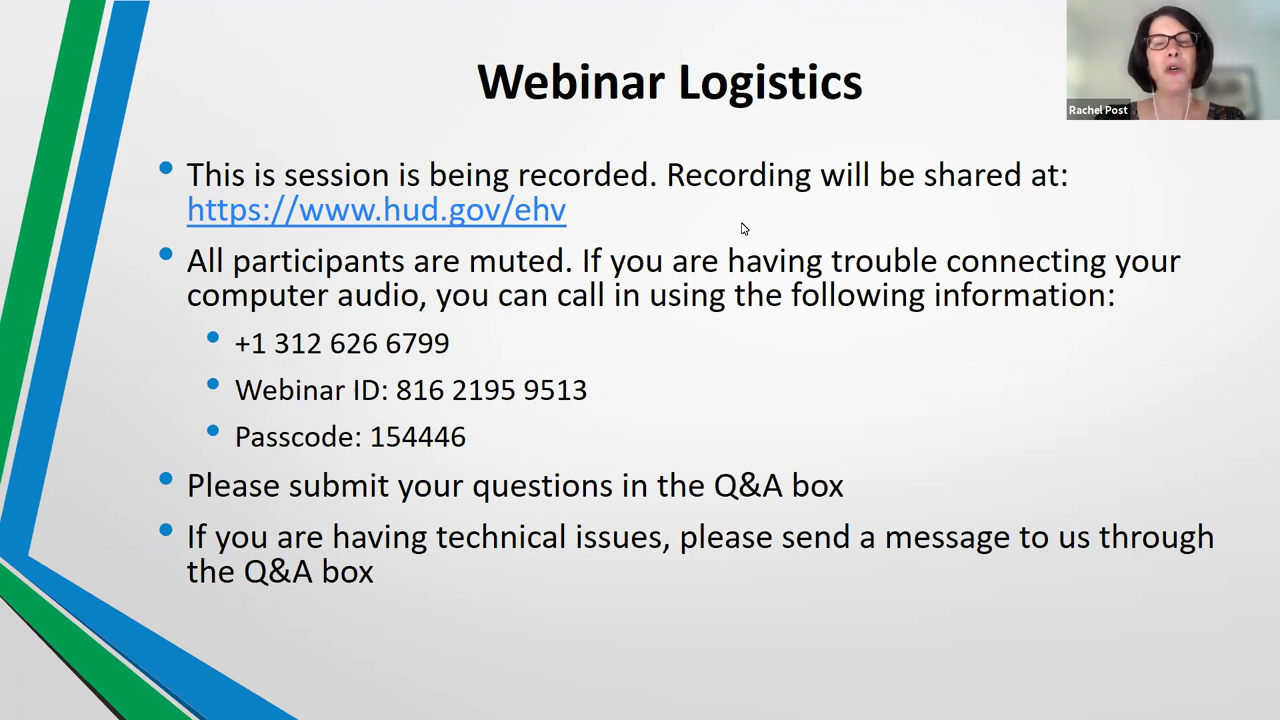 Webinar Logistics
Rachel Post
This is session is being recorded. Recording will be shared at:
https://www.hud.gov/ehv
All participants are muted. If you are having trouble connecting your
computer audio, you can call in using the following information:
+1 312 626 6799
Webinar ID: 816 2195 9513
Passcode: 154446
Please submit your questions in the Q&A box
If you are having technical issues, please send a message to us through
the Q&A box